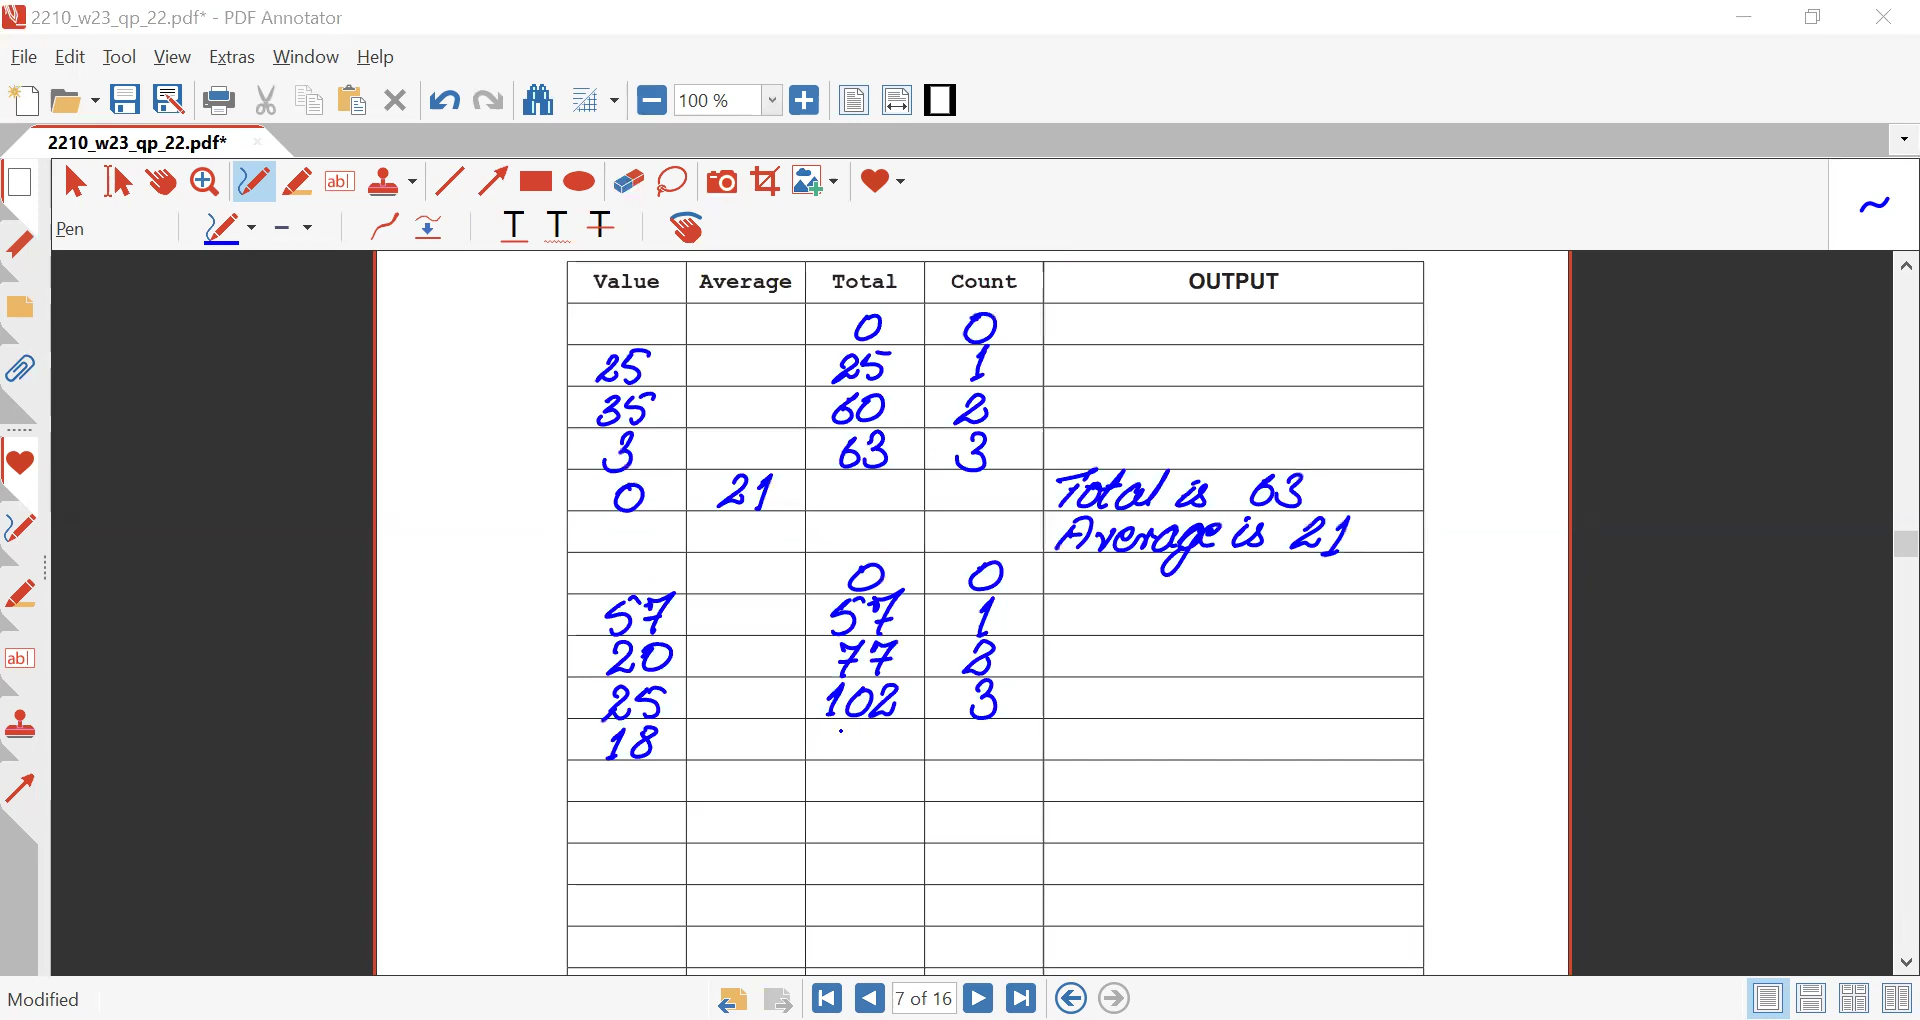 2210_w23_qp_22.pdf* - PDF Annotator
File Edit Tool View Extras Window Help
100 %
2210_w23_qp_22.pdf*
ab|
Pen
T T T
Value Average Total Count OUTPUT
0 0
25 25 1
35 60 2
3 63 3
0 21 Total is 63
Average is 21
0 0
57 57 1
20 77 2
25 102 3
18
ab|
Modified
7 of 16